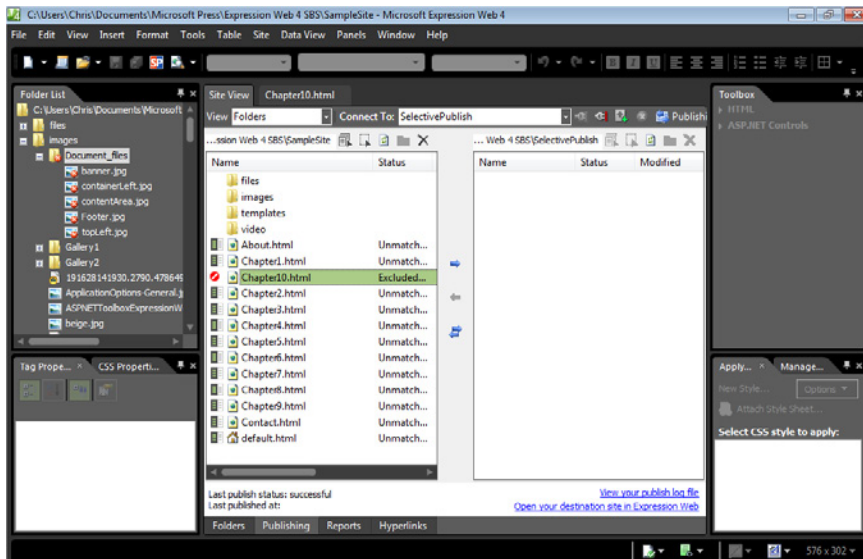 C:\Users\Chris\Documents\Microsoft Press\Expression Web 4 SBS\SampleSite - Microsoft Expression Web 4
File Edit View Insert Format Tools Table Site Data View Panels Window Help
Folder List
C:\Users\Chris\Documents\Microsoft
files
images
Document_files
banner.jpg
containerLeft.jpg
contentArea.jpg
Footer.jpg
topLeft.jpg
Gallery1
Gallery2
191628141930.2790.478649
ApplicationOptions-General.j
ASPNETToolboxExpressionW
beige.jpg
Tag Prope... CSS Properti...
Site View Chapter10.html
View Folders Connect To: SelectivePublish Publishi
...ssion Web 4 SBS\SampleSite
Name Status
files
images
templates
video
About.html Unmatch...
Chapter1.html Unmatch...
Chapter10.html Excluded...
Chapter2.html Unmatch...
Chapter3.html Unmatch...
Chapter4.html Unmatch...
Chapter5.html Unmatch...
Chapter6.html Unmatch...
Chapter7.html Unmatch...
Chapter8.html Unmatch...
Chapter9.html Unmatch...
Contact.html Unmatch...
default.html Unmatch...
... Web 4 SBS\SelectivePublish
Name Status Modified
Last publish status: successful
Last published at:
View your publish log file
Open your destination site in Expression Web
Folders Publishing Reports Hyperlinks
Toolbox
HTML
ASP.NET Controls
Apply... Manage...
New Style... Options
Attach Style Sheet...
Select CSS style to apply:
576 x 302